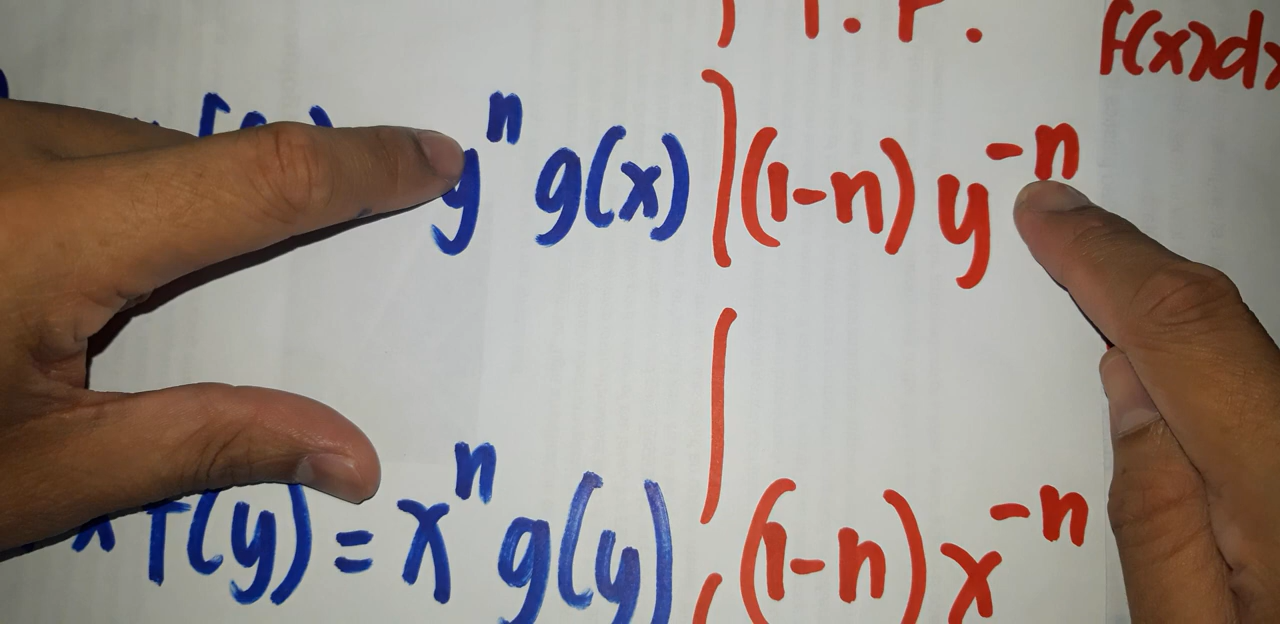 I.F.
f(x)dx
yⁿ g(x) (1-n) y⁻ⁿ
x f(y) = xⁿ g(y) (1-n) x⁻ⁿ